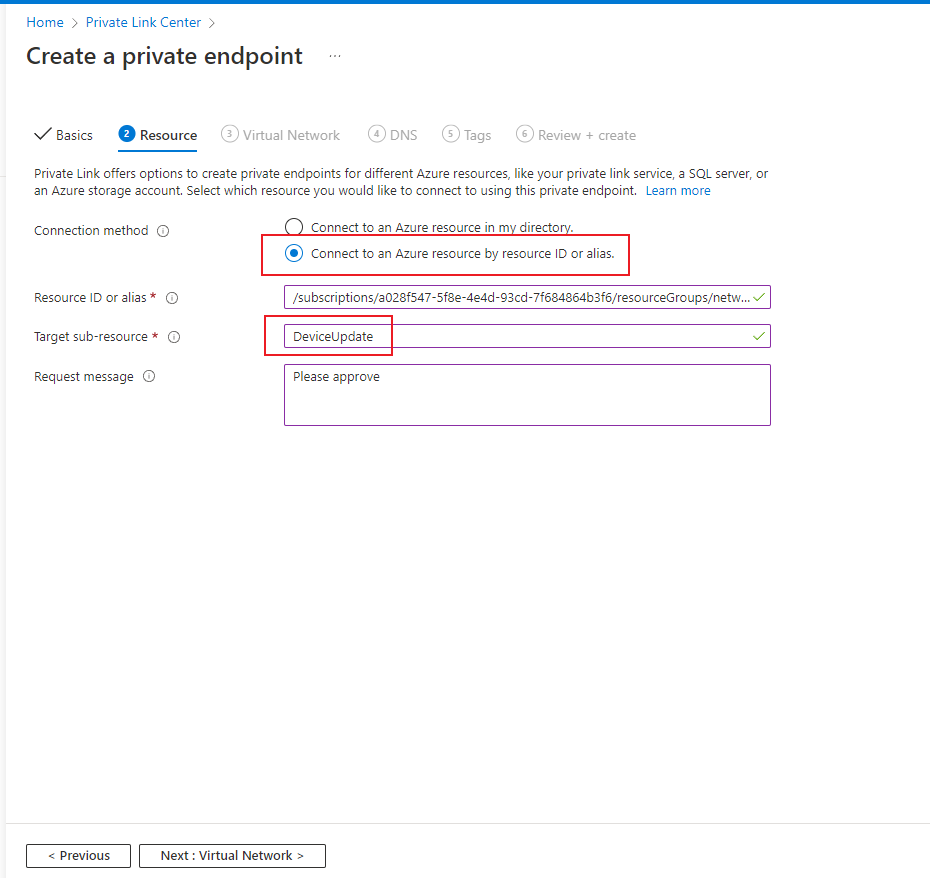 Home > Private Link Center >
Create a private endpoint ...
Basics 2 Resource 3 Virtual Network 4 DNS 5 Tags 6 Review + create
Private Link offers options to create private endpoints for different Azure resources, like your private link service, a SQL server, or
an Azure storage account. Select which resource you would like to connect to using this private endpoint. Learn more
Connection method
Connect to an Azure resource in my directory.
Connect to an Azure resource by resource ID or alias.
Resource ID or alias * /subscriptions/a028f547-5f8e-4e4d-93cd-7f684864b3f6/resourceGroups/netw...
Target sub-resource * DeviceUpdate
Request message Please approve
< Previous Next : Virtual Network >